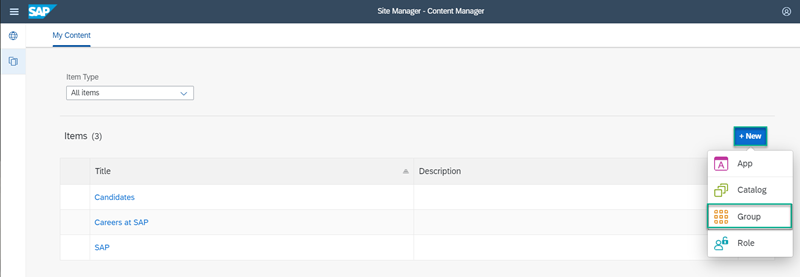 SAP
Site Manager - Content Manager
My Content
Item Type
All items
Items (3)
+ New
Title
Description
Candidates
Careers at SAP
SAP
A
App
Catalog
Group
Role